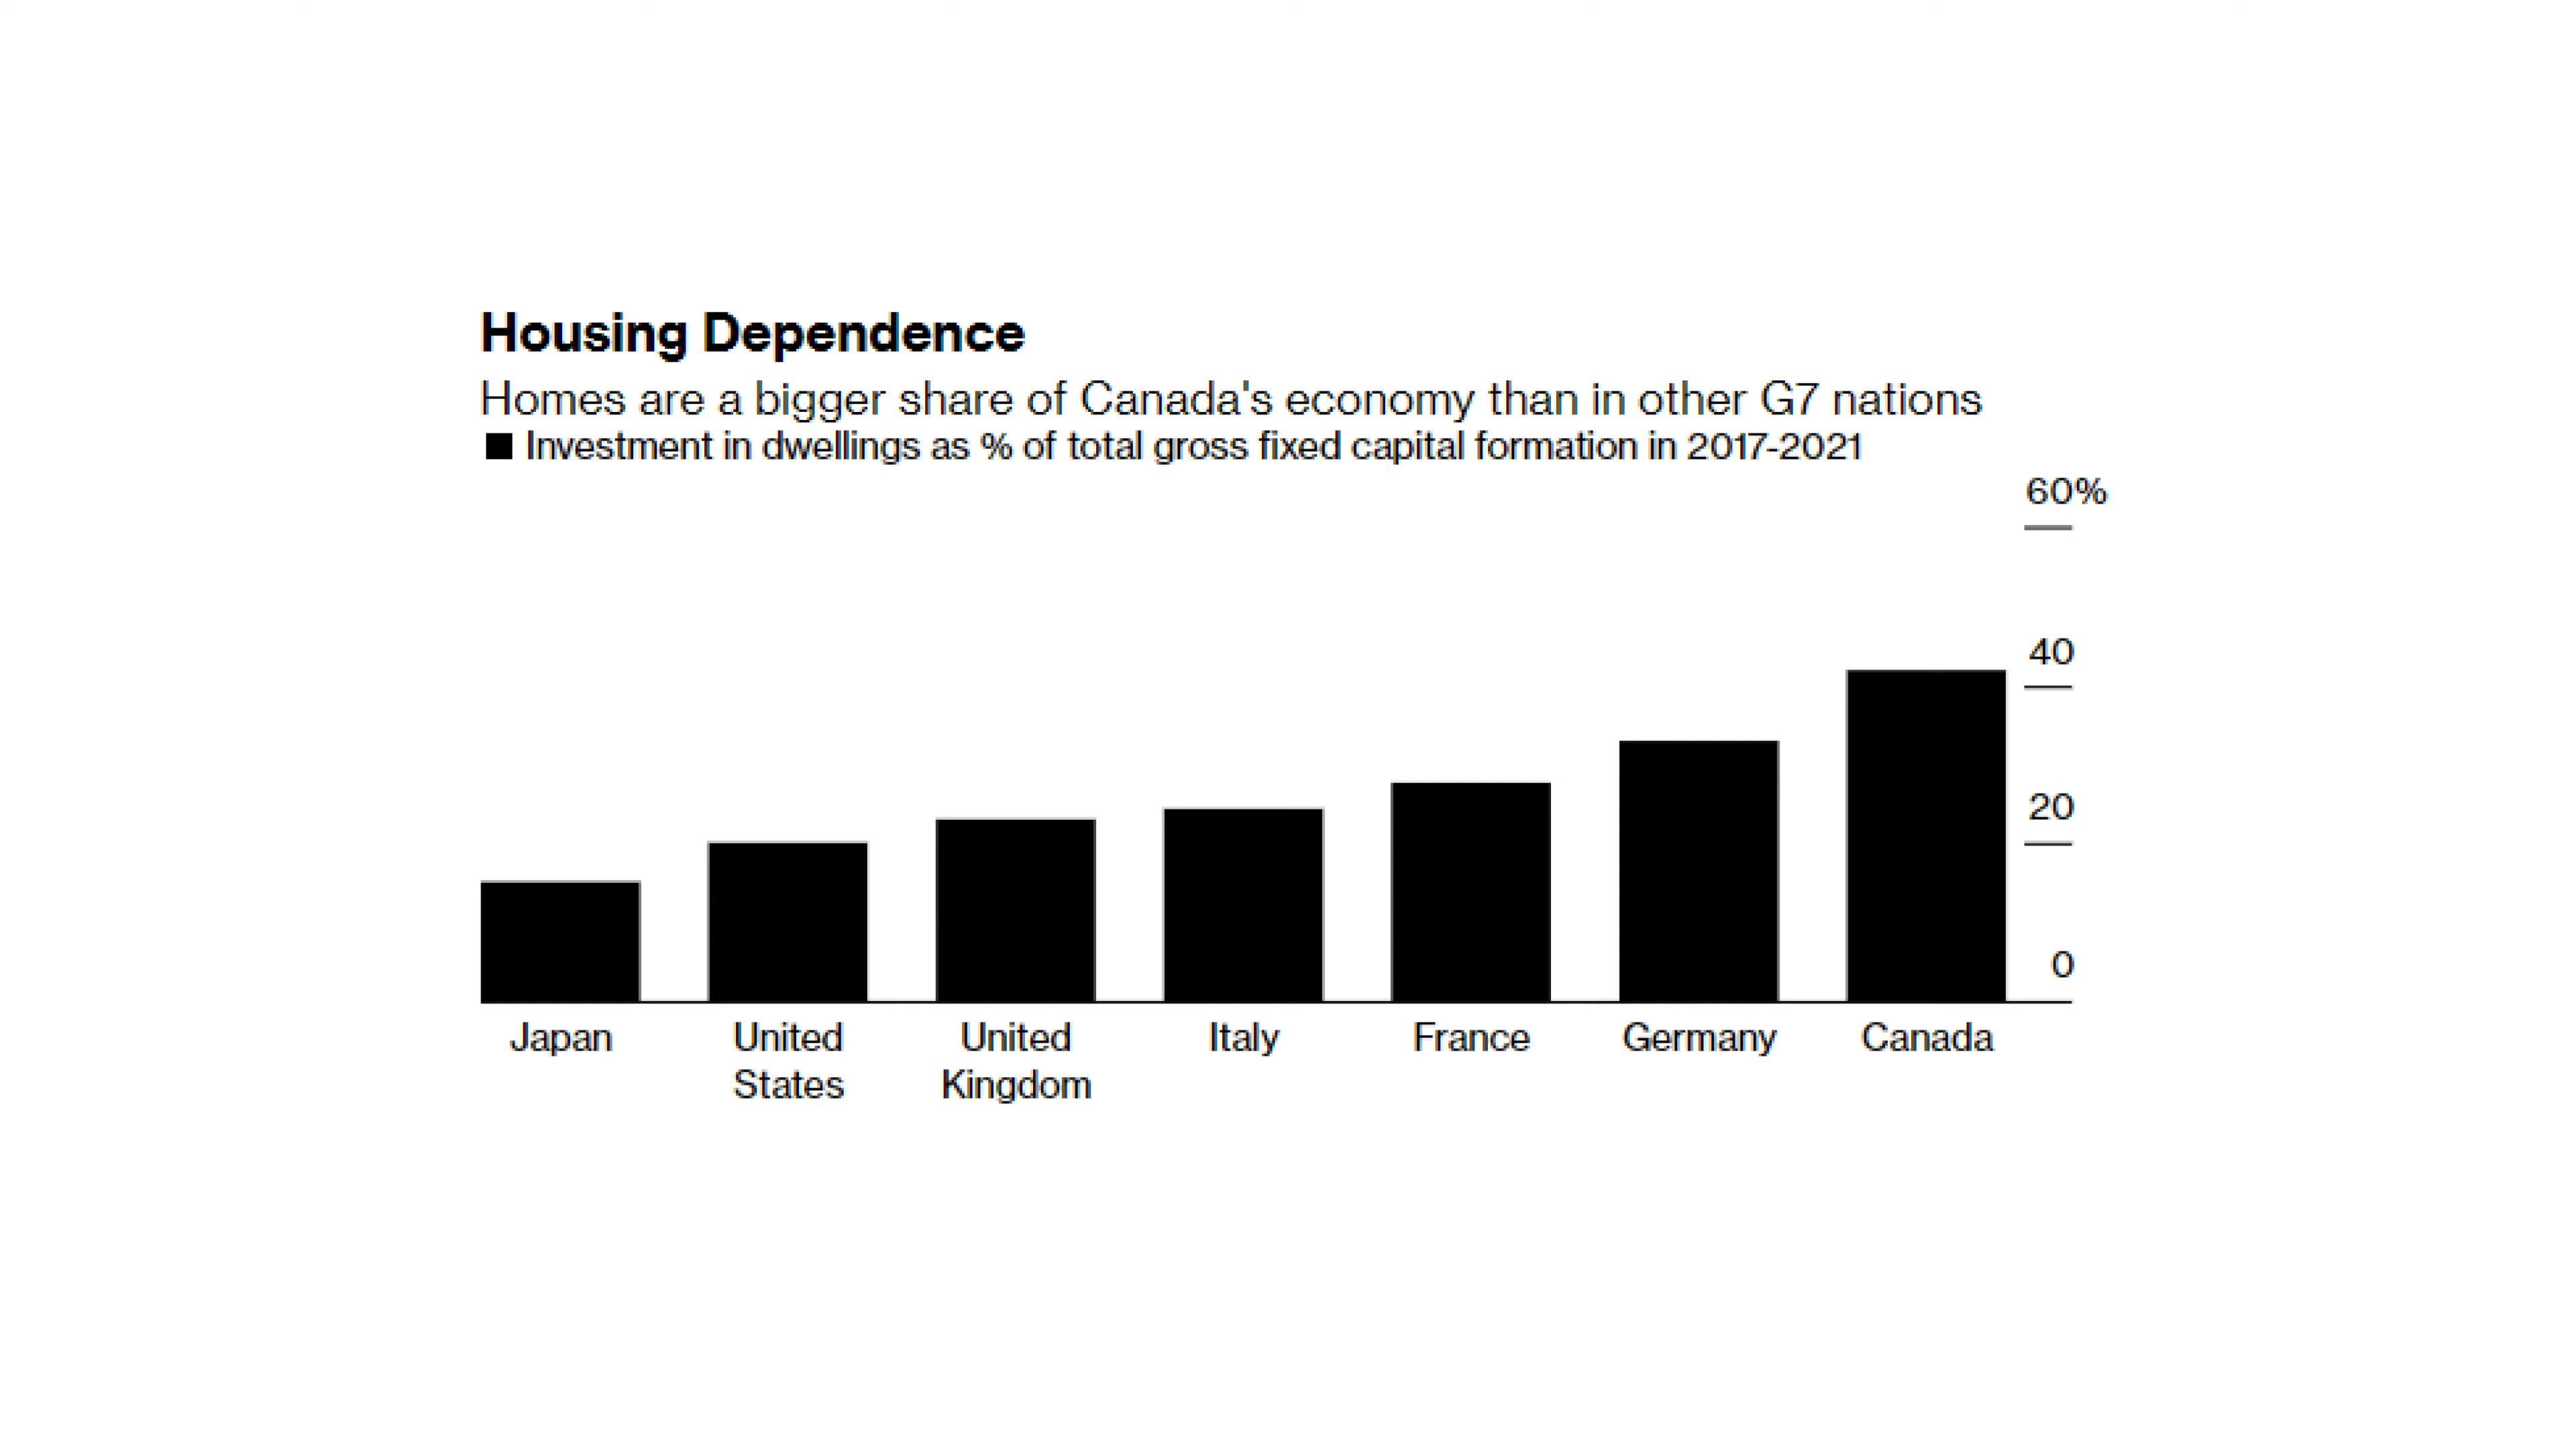 Housing Dependence
Homes are a bigger share of Canada's economy than in other G7 nations
Investment in dwellings as % of total gross fixed capital formation in 2017-2021
60%
40
20
0
Japan
United
States
United
Kingdom
Italy
France
Germany
Canada